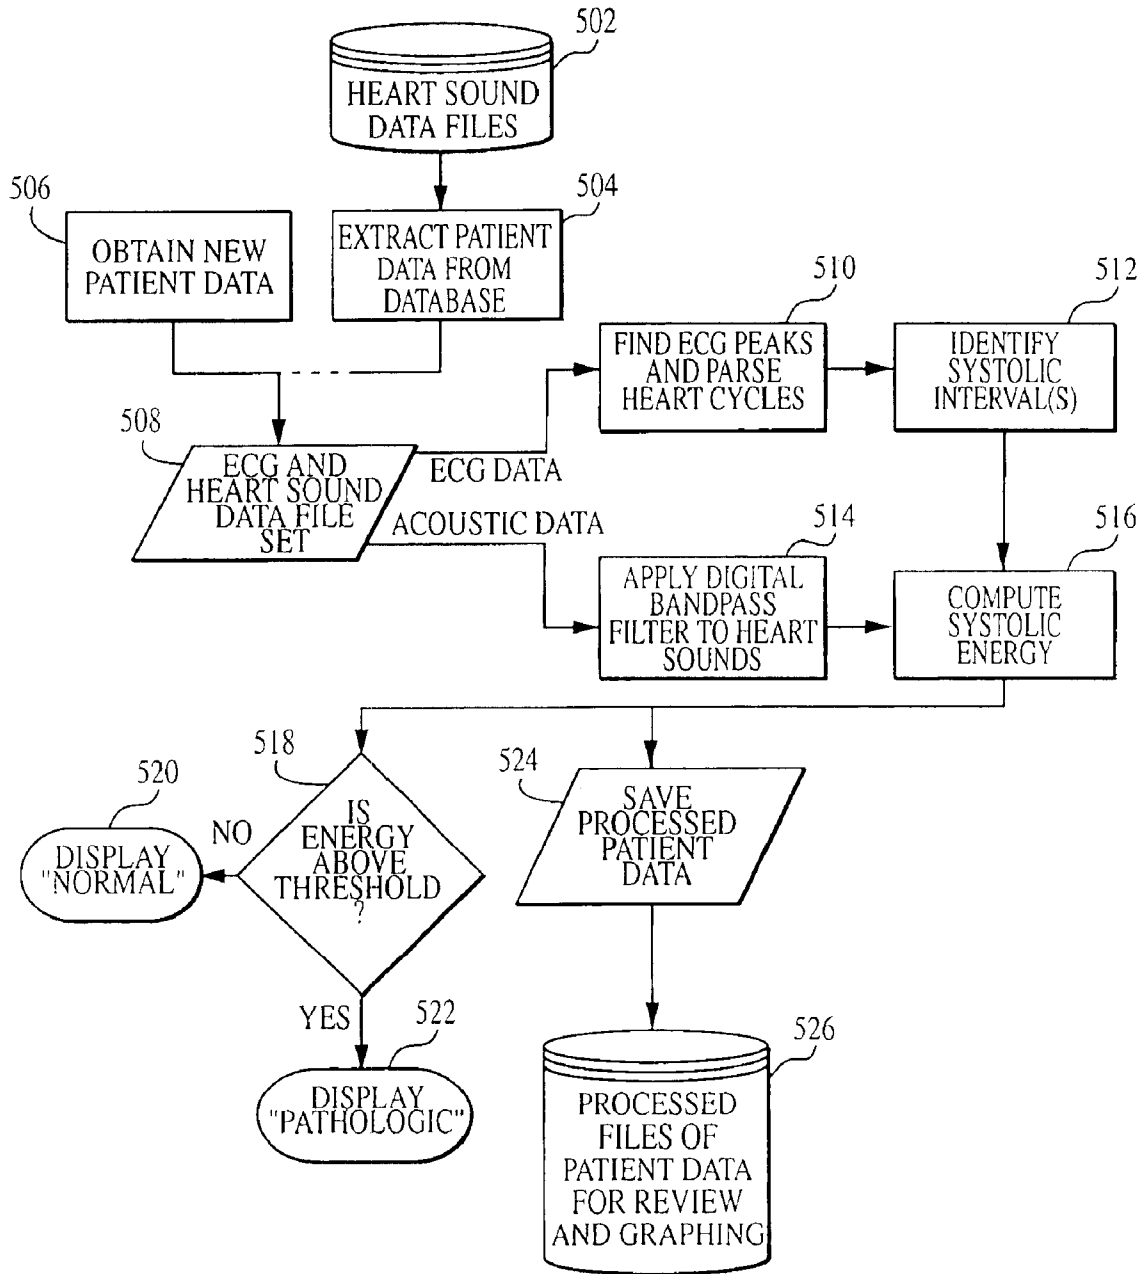 502
HEART SOUND
DATA FILES
506
OBTAIN NEW
PATIENT DATA
504
EXTRACT PATIENT
DATA FROM
DATABASE
510
FIND ECG PEAKS
AND PARSE
HEART CYCLES
512
IDENTIFY
SYSTOLIC
INTERVAL(S)
508
ECG AND
HEART SOUND
DATA FILE
SET
ECG DATA
ACOUSTIC DATA
514
APPLY DIGITAL
BANDPASS
FILTER TO HEART
SOUNDS
516
COMPUTE
SYSTOLIC
ENERGY
518
IS
ENERGY
ABOVE
THRESHOLD
?
NO
520
DISPLAY
"NORMAL"
YES
522
DISPLAY
"PATHOLOGIC"
524
SAVE
PROCESSED
PATIENT
DATA
526
PROCESSED
FILES OF
PATIENT DATA
FOR REVIEW
AND GRAPHING